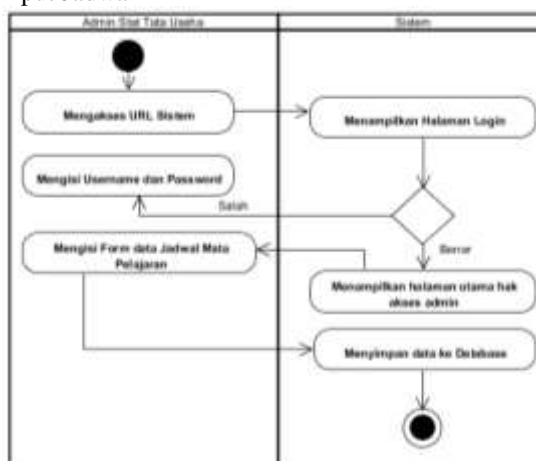 Admin Staf Tata Usaha
Sistem
Mengakses URL Sistem
Menampilkan Halaman Login
Mengisi Username dan Password
Salah
Mengisi Form data Jadwal Mata
Pelajaran
Benar
Menampilkan halaman utama hak
akses admin
Menyimpan data ke Database